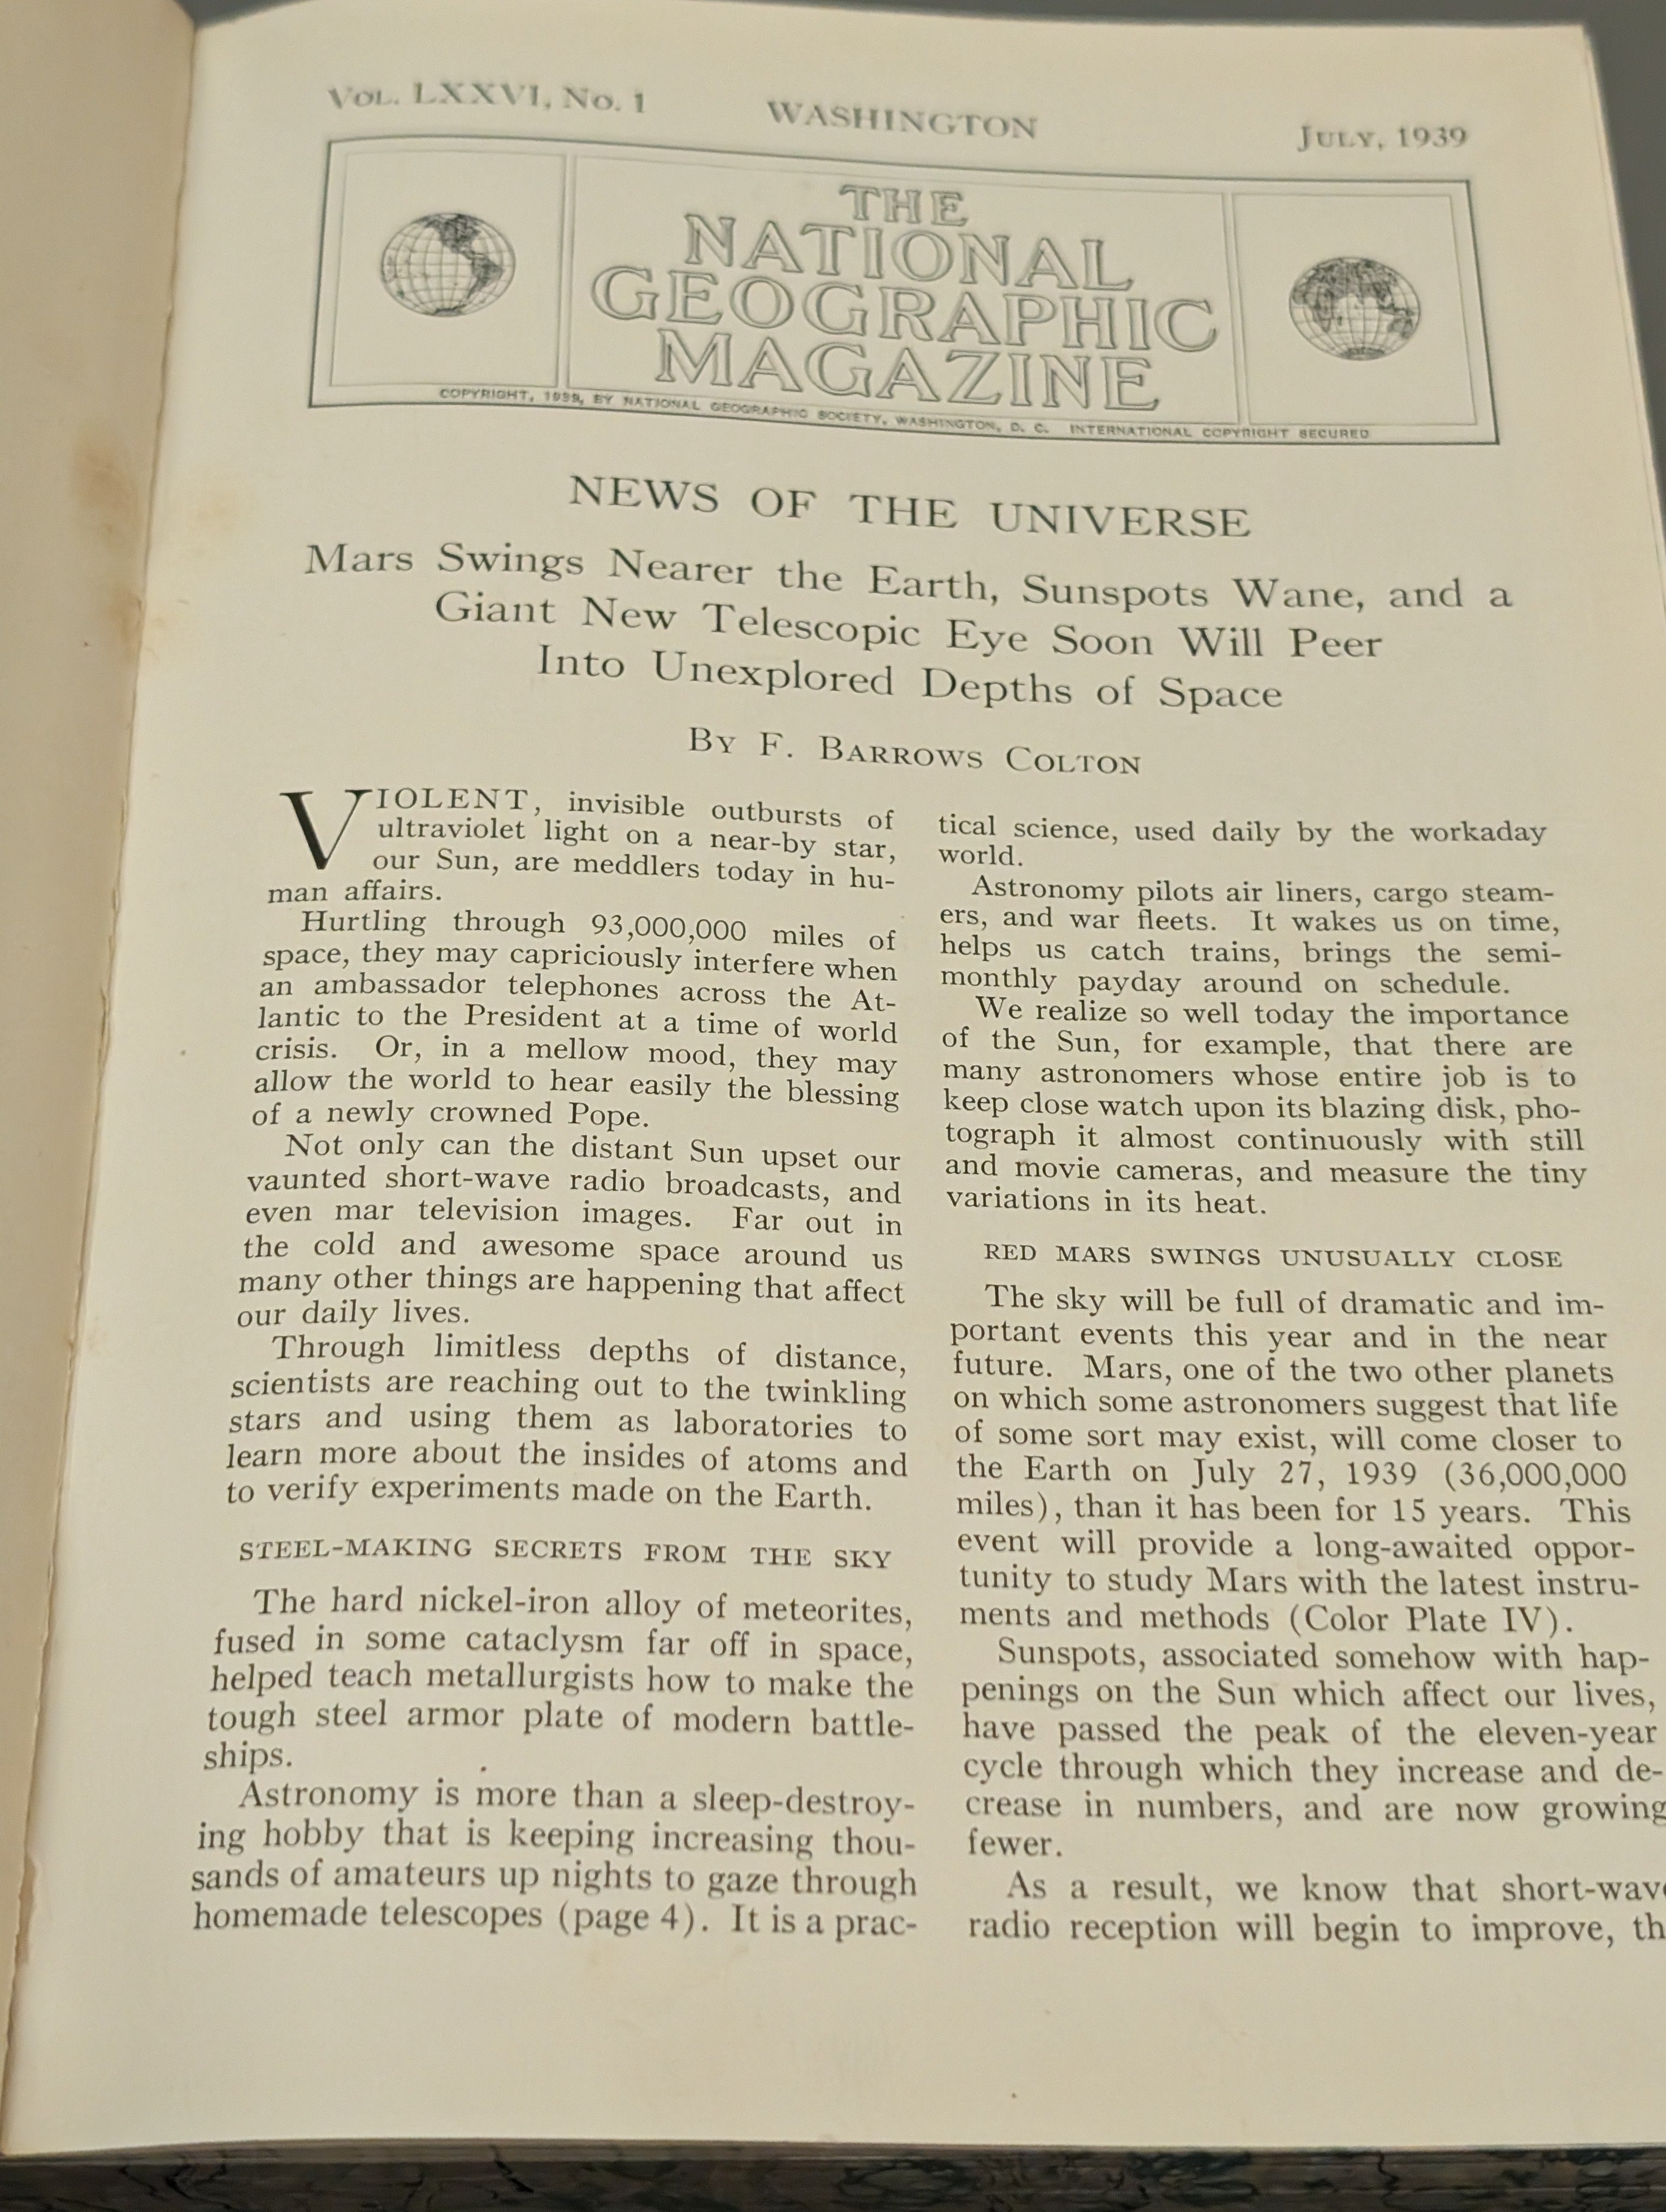 VOL. LXXVI, No. 1
WASHINGTON
JULY, 1939
THE
NATIONAL
GEOGRAPHIC
MAGAZINE
COPYRIGHT, 1939, BY NATIONAL GEOGRAPHIC SOCIETY, WASHINGTON, D. C. INTERNATIONAL COPYRIGHT SECURED
NEWS OF THE UNIVERSE
Mars Swings Nearer the Earth, Sunspots Wane, and a
Giant New Telescopic Eye Soon Will Peer
Into Unexplored Depths of Space
BY F. BARROWS COLTON
VIOLENT, invisible outbursts of
ultraviolet light on a near-by star,
our Sun, are meddlers today in hu-
man affairs.
Hurtling through 93,000,000 miles of
space, they may capriciously interfere when
an ambassador telephones across the At-
lantic to the President at a time of world
crisis. Or, in a mellow mood, they may
allow the world to hear easily the blessing
of a newly crowned Pope.
Not only can the distant Sun upset our
vaunted short-wave radio broadcasts, and
even mar television images. Far out in
the cold and awesome space around us
many other things are happening that affect
our daily lives.
Through limitless depths of distance,
scientists are reaching out to the twinkling
stars and using them as laboratories to
learn more about the insides of atoms and
to verify experiments made on the Earth.
STEEL-MAKING SECRETS FROM THE SKY
The hard nickel-iron alloy of meteorites,
fused in some cataclysm far off in space,
helped teach metallurgists how to make the
tough steel armor plate of modern battle-
ships.
Astronomy is more than a sleep-destroy-
ing hobby that is keeping increasing thou-
sands of amateurs up nights to gaze through
homemade telescopes (page 4). It is a prac-
tical science, used daily by the workaday
world.
Astronomy pilots air liners, cargo steam-
ers, and war fleets. It wakes us on time,
helps us catch trains, brings the semi-
monthly payday around on schedule.
We realize so well today the importance
of the Sun, for example, that there are
many astronomers whose entire job is to
keep close watch upon its blazing disk, pho-
tograph it almost continuously with still
and movie cameras, and measure the tiny
variations in its heat.
RED MARS SWINGS UNUSUALLY CLOSE
The sky will be full of dramatic and im-
portant events this year and in the near
future. Mars, one of the two other planets
on which some astronomers suggest that life
of some sort may exist, will come closer to
the Earth on July 27, 1939 (36,000,000
miles), than it has been for 15 years. This
event will provide a long-awaited oppor-
tunity to study Mars with the latest instru-
ments and methods (Color Plate IV).
Sunspots, associated somehow with hap-
penings on the Sun which affect our lives,
have passed the peak of the eleven-year
cycle through which they increase and de-
crease in numbers, and are now growing
fewer.
As a result, we know that short-wave
radio reception will begin to improve, th